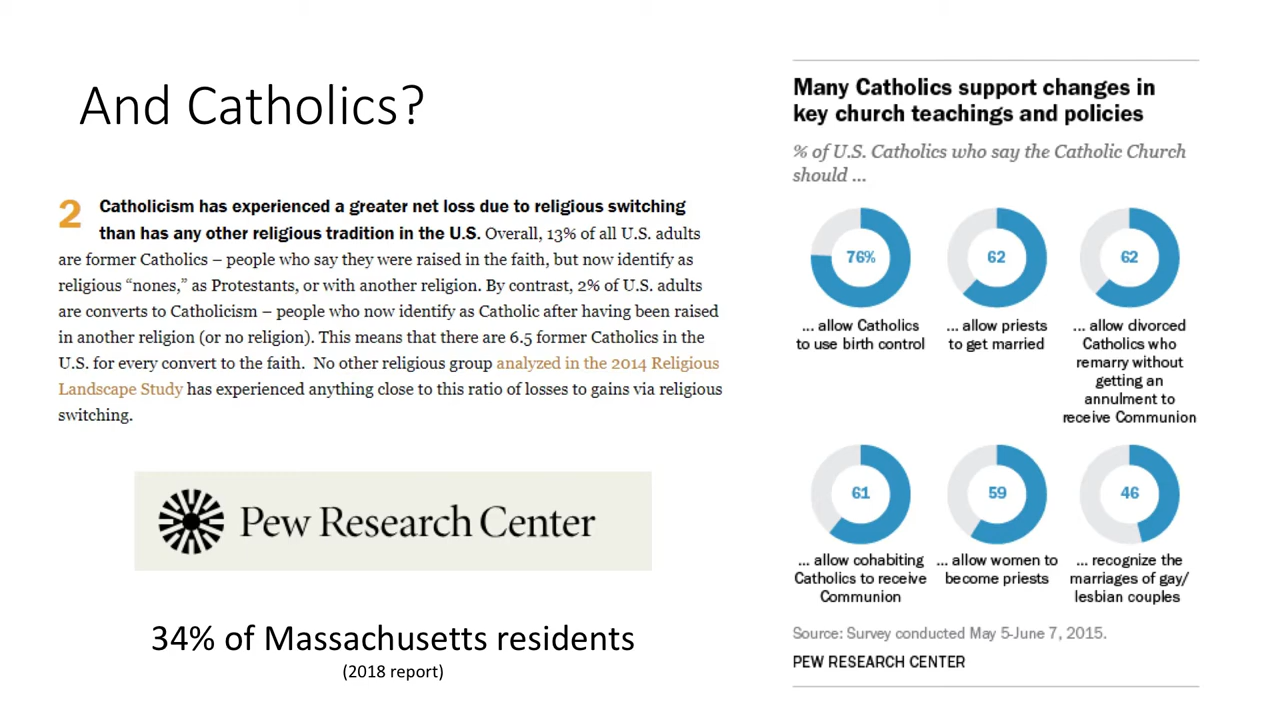 And Catholics?
2 Catholicism has experienced a greater net loss due to religious switching
than has any other religious tradition in the U.S. Overall, 13% of all U.S. adults
are former Catholics – people who say they were raised in the faith, but now identify as
religious “nones,” as Protestants, or with another religion. By contrast, 2% of U.S. adults
are converts to Catholicism – people who now identify as Catholic after having been raised
in another religion (or no religion). This means that there are 6.5 former Catholics in the
U.S. for every convert to the faith.  No other religious group analyzed in the 2014 Religious
Landscape Study has experienced anything close to this ratio of losses to gains via religious
switching.
Pew Research Center
34% of Massachusetts residents
(2018 report)
Many Catholics support changes in
key church teachings and policies
% of U.S. Catholics who say the Catholic Church
should ...
76%
... allow Catholics
to use birth control
62
... allow priests
to get married
62
... allow divorced
Catholics who
remarry without
getting an
annulment to
receive Communion
61
... allow cohabiting
Catholics to receive
Communion
59
... allow women to
become priests
46
... recognize the
marriages of gay/
lesbian couples
Source: Survey conducted May 5-June 7, 2015.
PEW RESEARCH CENTER